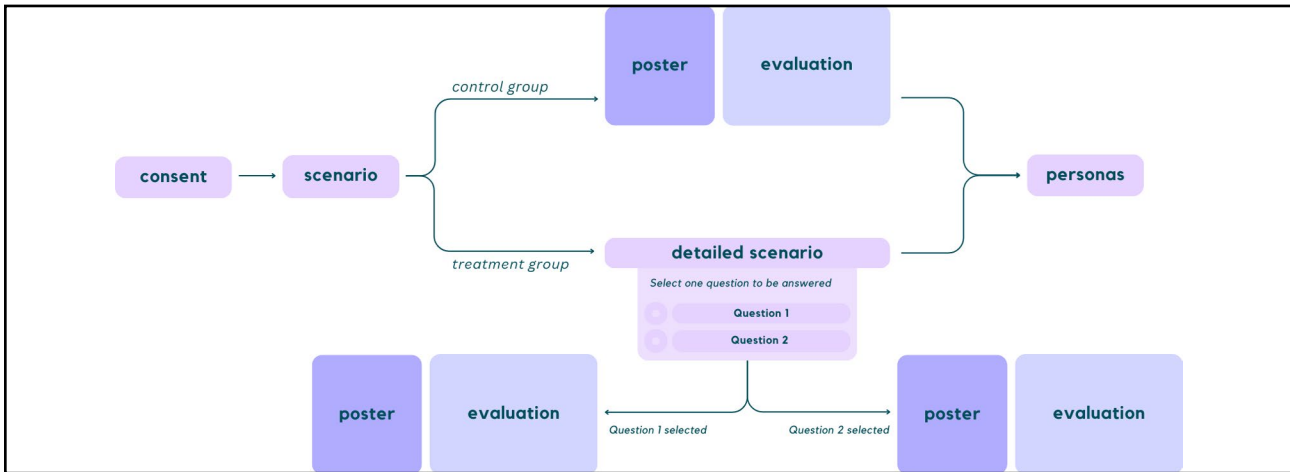 poster
evaluation
control group
consent
scenario
personas
treatment group
detailed scenario
Select one question to be answered
Question 1
Question 2
poster
evaluation
Question 1 selected
Question 2 selected
poster
evaluation